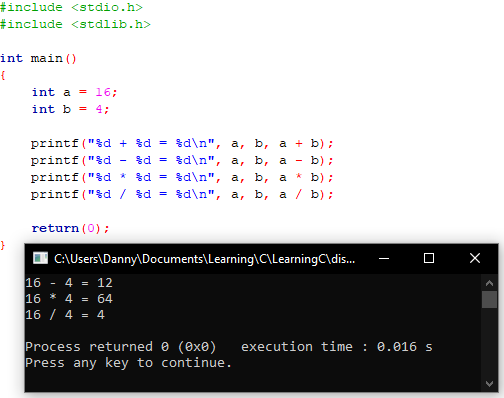 #include <stdio.h>
#include <stdlib.h>

int main()
{
    int a = 16;
    int b = 4;

    printf("%d + %d = %d\n", a, b, a + b);
    printf("%d - %d = %d\n", a, b, a - b);
    printf("%d * %d = %d\n", a, b, a * b);
    printf("%d / %d = %d\n", a, b, a / b);

    return(0);
}
C:\Users\Danny\Documents\Learning\C\LearningC\dis...
16 - 4 = 12
16 * 4 = 64
16 / 4 = 4

Process returned 0 (0x0)   execution time : 0.016 s
Press any key to continue.